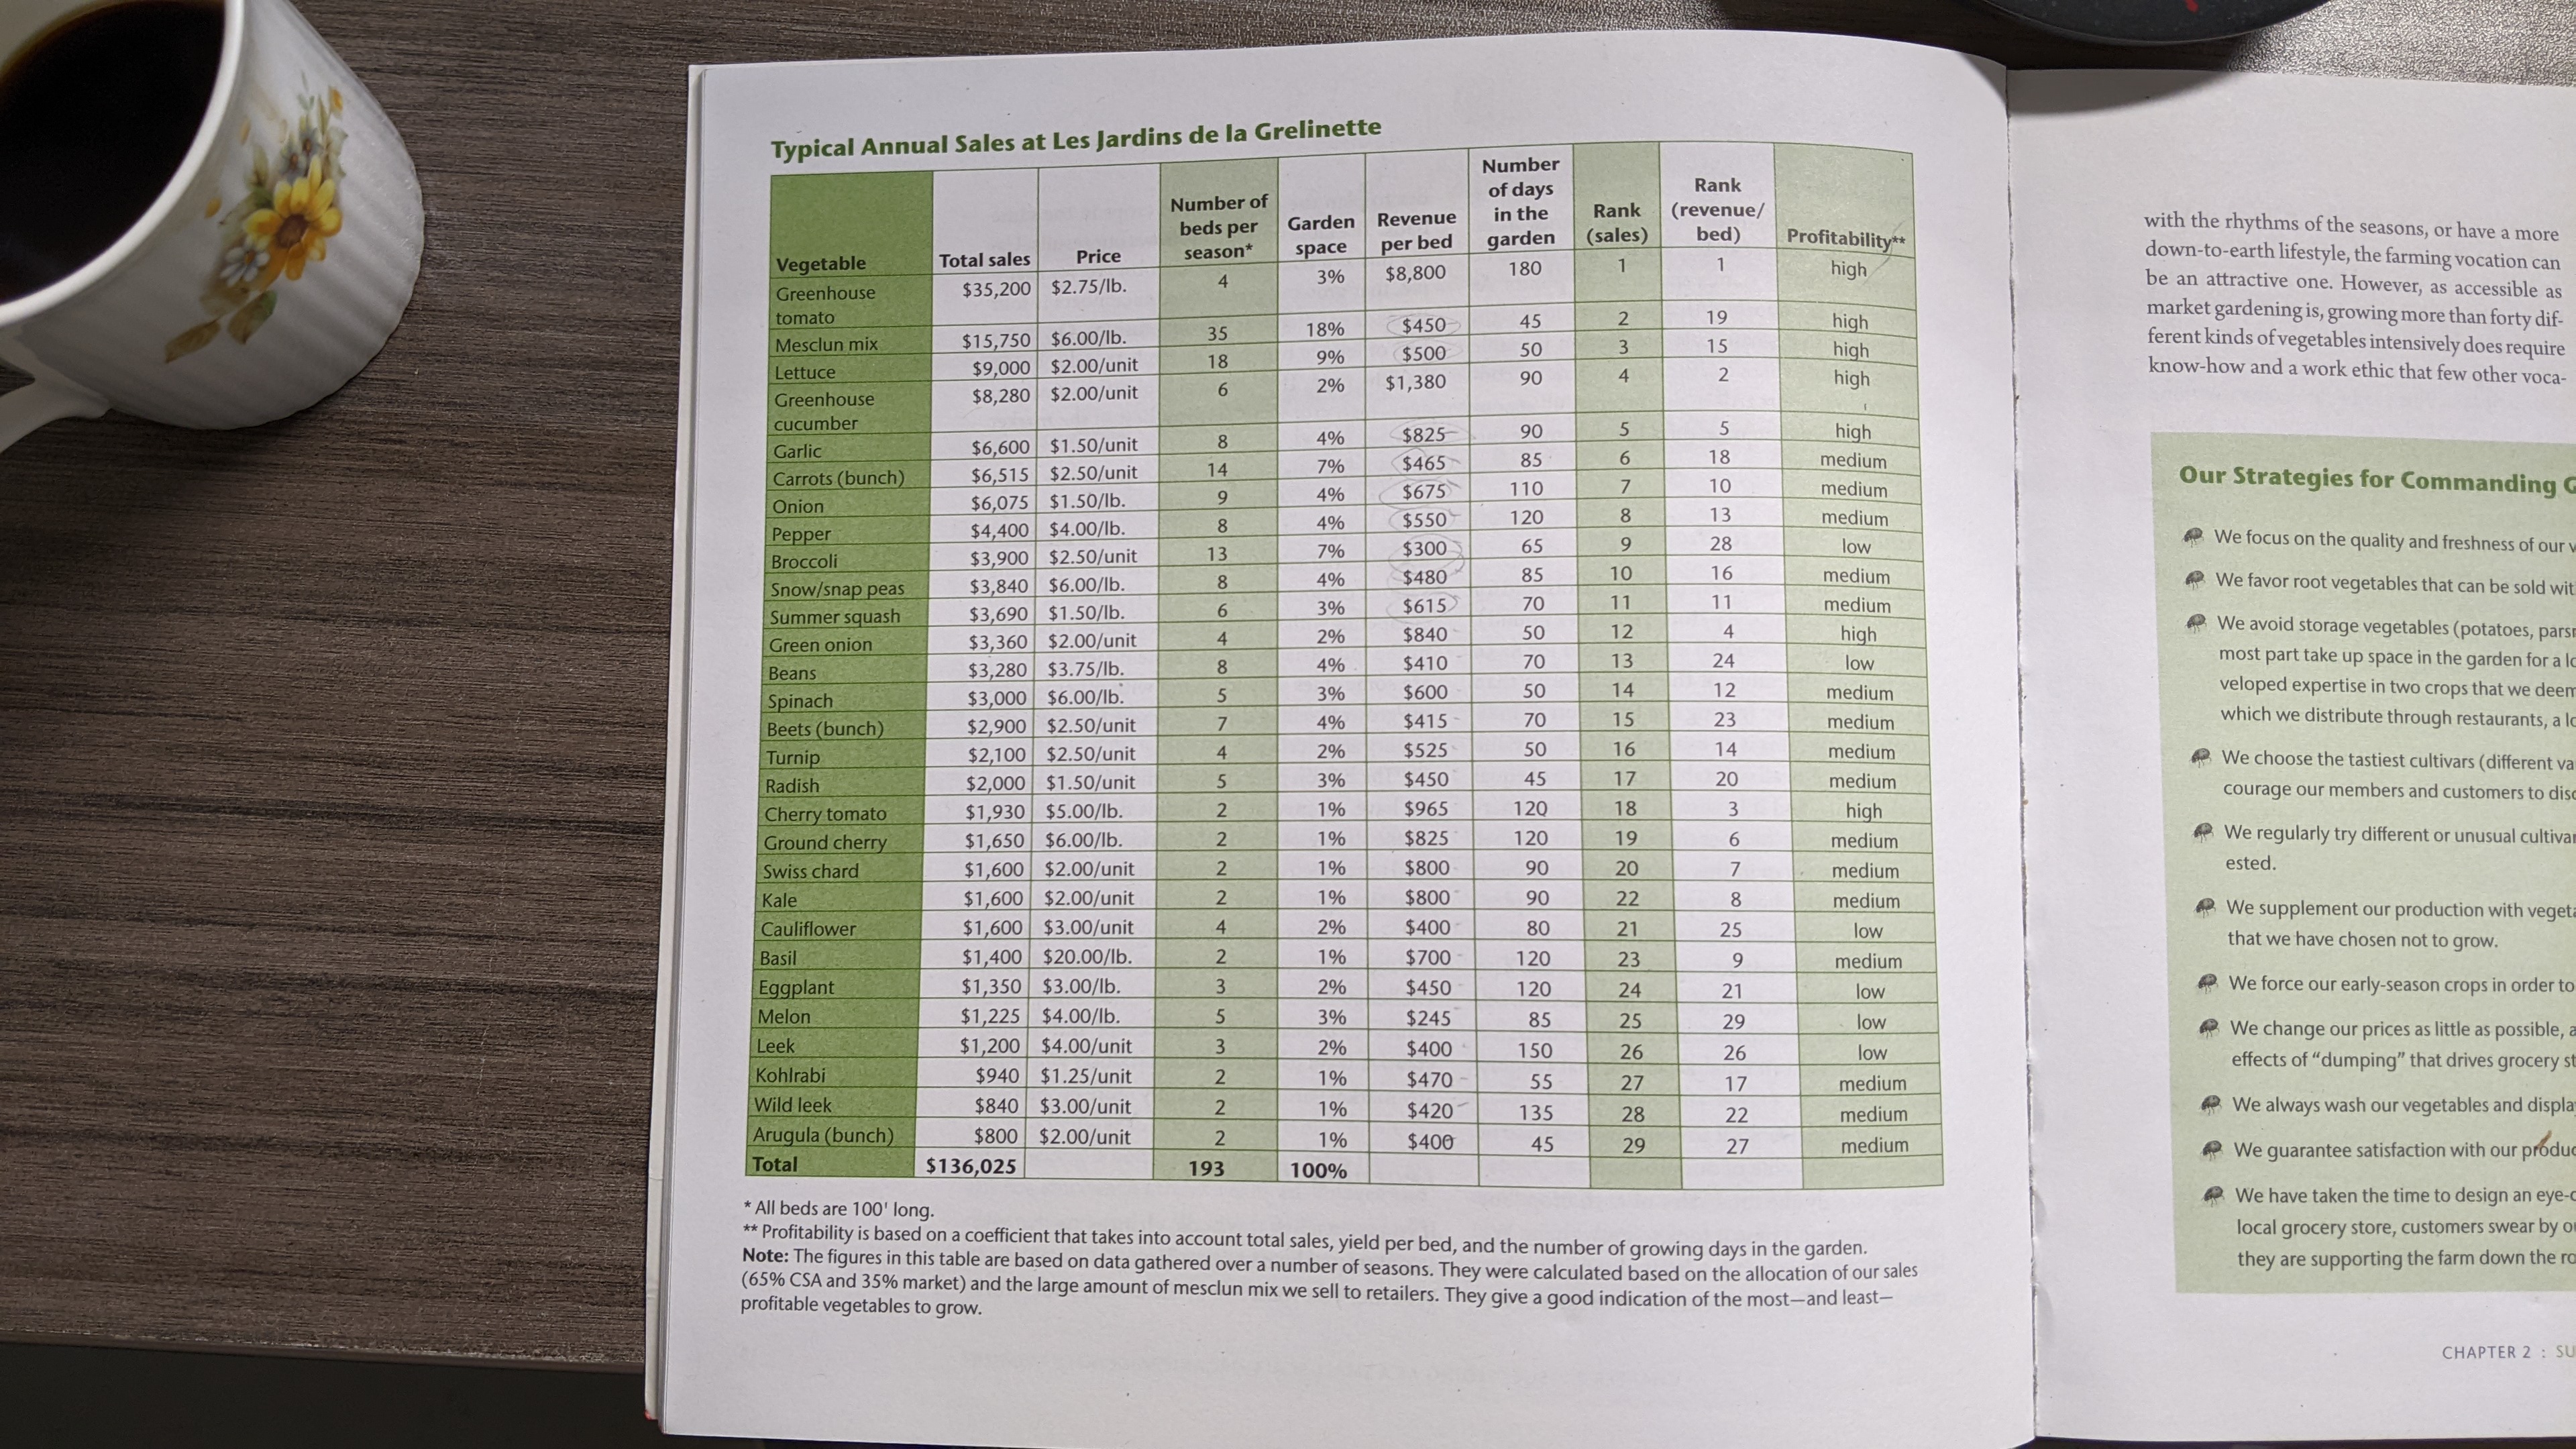 Typical Annual Sales at Les Jardins de la Grelinette
Vegetable Total sales Price Number of beds per season* Garden space Revenue per bed Number of days in the garden Rank (sales) Rank (revenue/bed) Profitability**
Greenhouse tomato $35,200 $2.75/lb. 4 3% $8,800 180 1 1 high
Mesclun mix $15,750 $6.00/lb. 35 18% $450 45 2 19 high
Lettuce $9,000 $2.00/unit 18 9% $500 50 3 15 high
Greenhouse cucumber $8,280 $2.00/unit 6 2% $1,380 90 4 2 high
Garlic $6,600 $1.50/unit 8 4% $825 90 5 5 high
Carrots (bunch) $6,515 $2.50/unit 14 7% $465 85 6 18 medium
Onion $6,075 $1.50/lb. 9 4% $675 110 7 10 medium
Pepper $4,400 $4.00/lb. 8 4% $550 120 8 13 medium
Broccoli $3,900 $2.50/unit 13 7% $300 65 9 28 low
Snow/snap peas $3,840 $6.00/lb. 8 4% $480 85 10 16 medium
Summer squash $3,690 $1.50/lb. 6 3% $615 70 11 11 medium
Green onion $3,360 $2.00/unit 4 2% $840 50 12 4 high
Beans $3,280 $3.75/lb. 8 4% $410 70 13 24 low
Spinach $3,000 $6.00/lb. 5 3% $600 50 14 12 medium
Beets (bunch) $2,900 $2.50/unit 7 4% $415 70 15 23 medium
Turnip $2,100 $2.50/unit 4 2% $525 50 16 14 medium
Radish $2,000 $1.50/unit 5 3% $450 45 17 20 medium
Cherry tomato $1,930 $5.00/lb. 2 1% $965 120 18 3 high
Ground cherry $1,650 $6.00/lb. 2 1% $825 120 19 6 medium
Swiss chard $1,600 $2.00/unit 2 1% $800 90 20 7 medium
Kale $1,600 $2.00/unit 2 1% $800 90 22 8 medium
Cauliflower $1,600 $3.00/unit 4 2% $400 80 21 25 low
Basil $1,400 $20.00/lb. 2 1% $700 120 23 9 medium
Eggplant $1,350 $3.00/lb. 3 2% $450 120 24 21 low
Melon $1,225 $4.00/lb. 5 3% $245 85 25 29 low
Leek $1,200 $4.00/unit 3 2% $400 150 26 26 low
Kohlrabi $940 $1.25/unit 2 1% $470 55 27 17 medium
Wild leek $840 $3.00/unit 2 1% $420 135 28 22 medium
Arugula (bunch) $800 $2.00/unit 2 1% $400 45 29 27 medium
Total $136,025 193 100%
* All beds are 100' long.
** Profitability is based on a coefficient that takes into account total sales, yield per bed, and the number of growing days in the garden.
Note: The figures in this table are based on data gathered over a number of seasons. They were calculated based on the allocation of our sales
(65% CSA and 35% market) and the large amount of mesclun mix we sell to retailers. They give a good indication of the most—and least—
profitable vegetables to grow.
with the rhythms of the seasons, or have a more
down-to-earth lifestyle, the farming vocation can
be an attractive one. However, as accessible as
market gardening is, growing more than forty dif-
ferent kinds of vegetables intensively does require
know-how and a work ethic that few other voca-
Our Strategies for Commanding
We focus on the quality and freshness of our
We favor root vegetables that can be sold
We avoid storage vegetables (potatoes,
most part take up space in the garden for a
veloped expertise in two crops that we deem
which we distribute through restaurants, a
We choose the tastiest cultivars (different
courage our members and customers to
We regularly try different or unusual
ested.
We supplement our production with
that we have chosen not to grow.
We force our early-season crops in order to
We change our prices as little as possible,
effects of “dumping” that drives grocery
We always wash our vegetables and
We guarantee satisfaction with our
We have taken the time to design an
local grocery store, customers swear by
they are supporting the farm down the
CHAPTER 2 :